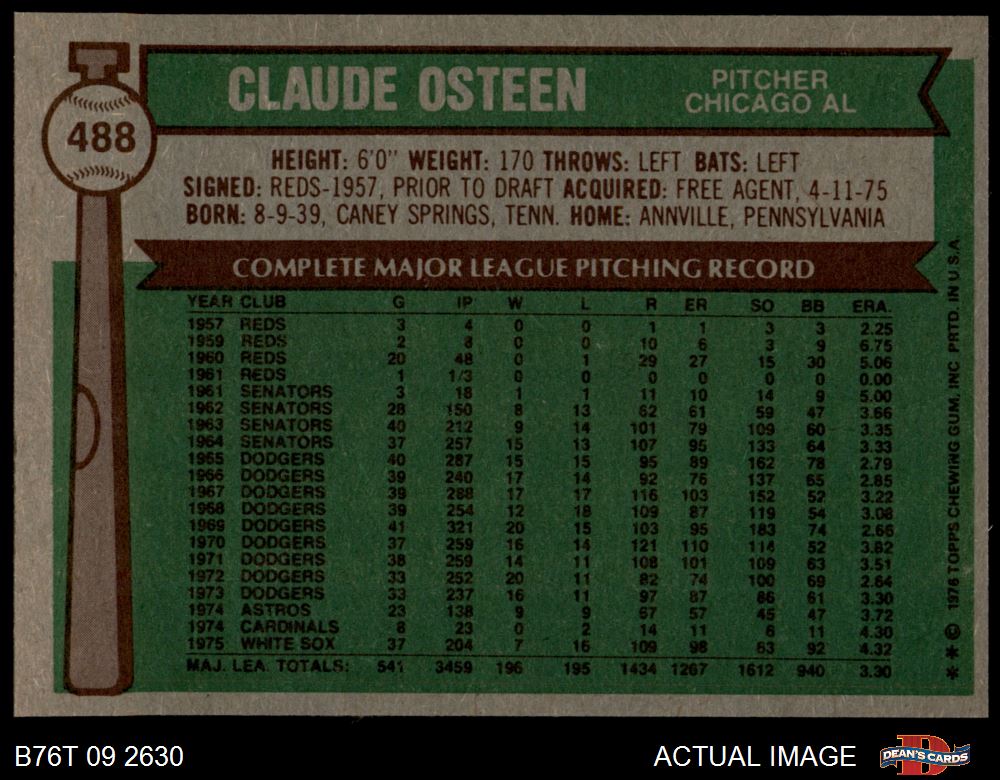 CLAUDE OSTEEN
PITCHER
CHICAGO AL
488
HEIGHT: 6'0" WEIGHT: 170 THROWS: LEFT BATS: LEFT
SIGNED: REDS-1957, PRIOR TO DRAFT ACQUIRED: FREE AGENT, 4-11-75
BORN: 8-9-39, CANEY SPRINGS, TENN. HOME: ANNVILLE, PENNSYLVANIA
COMPLETE MAJOR LEAGUE PITCHING RECORD
YEAR CLUB G IP W L R ER SO BB ERA.
1957 REDS 3 4 0 0 1 1 3 3 2.25
1959 REDS 2 8 0 0 10 6 3 9 6.75
1960 REDS 20 48 0 1 29 27 15 30 5.06
1961 REDS 1 1/3 0 0 0 0 0 0 0.00
1961 SENATORS 3 18 1 1 11 10 14 9 5.00
1962 SENATORS 28 150 8 13 62 61 59 47 3.66
1963 SENATORS 40 212 9 14 101 79 109 60 3.35
1964 SENATORS 37 257 15 13 107 95 133 64 3.33
1965 DODGERS 40 287 15 15 95 89 162 78 2.79
1966 DODGERS 39 240 17 14 92 76 137 65 2.85
1967 DODGERS 39 288 17 17 116 103 152 52 3.22
1968 DODGERS 39 254 12 18 109 87 119 54 3.08
1969 DODGERS 41 321 20 15 103 95 183 74 2.66
1970 DODGERS 37 259 16 14 121 110 114 52 3.82
1971 DODGERS 38 259 14 11 108 101 109 63 3.51
1972 DODGERS 33 252 20 11 82 74 100 69 2.64
1973 DODGERS 33 237 16 11 97 87 86 61 3.30
1974 ASTROS 23 138 9 9 67 57 45 47 3.72
1974 CARDINALS 8 23 0 2 14 11 6 11 4.30
1975 WHITE SOX 37 204 7 16 109 98 63 92 4.32
MAJ. LEA. TOTALS: 541 3459 196 195 1434 1267 1612 940 3.30
* * © 1976 TOPPS CHEWING GUM, INC PRTD. IN U.S.A.
B76T 09 2630
ACTUAL IMAGE
DEAN'S CARDS